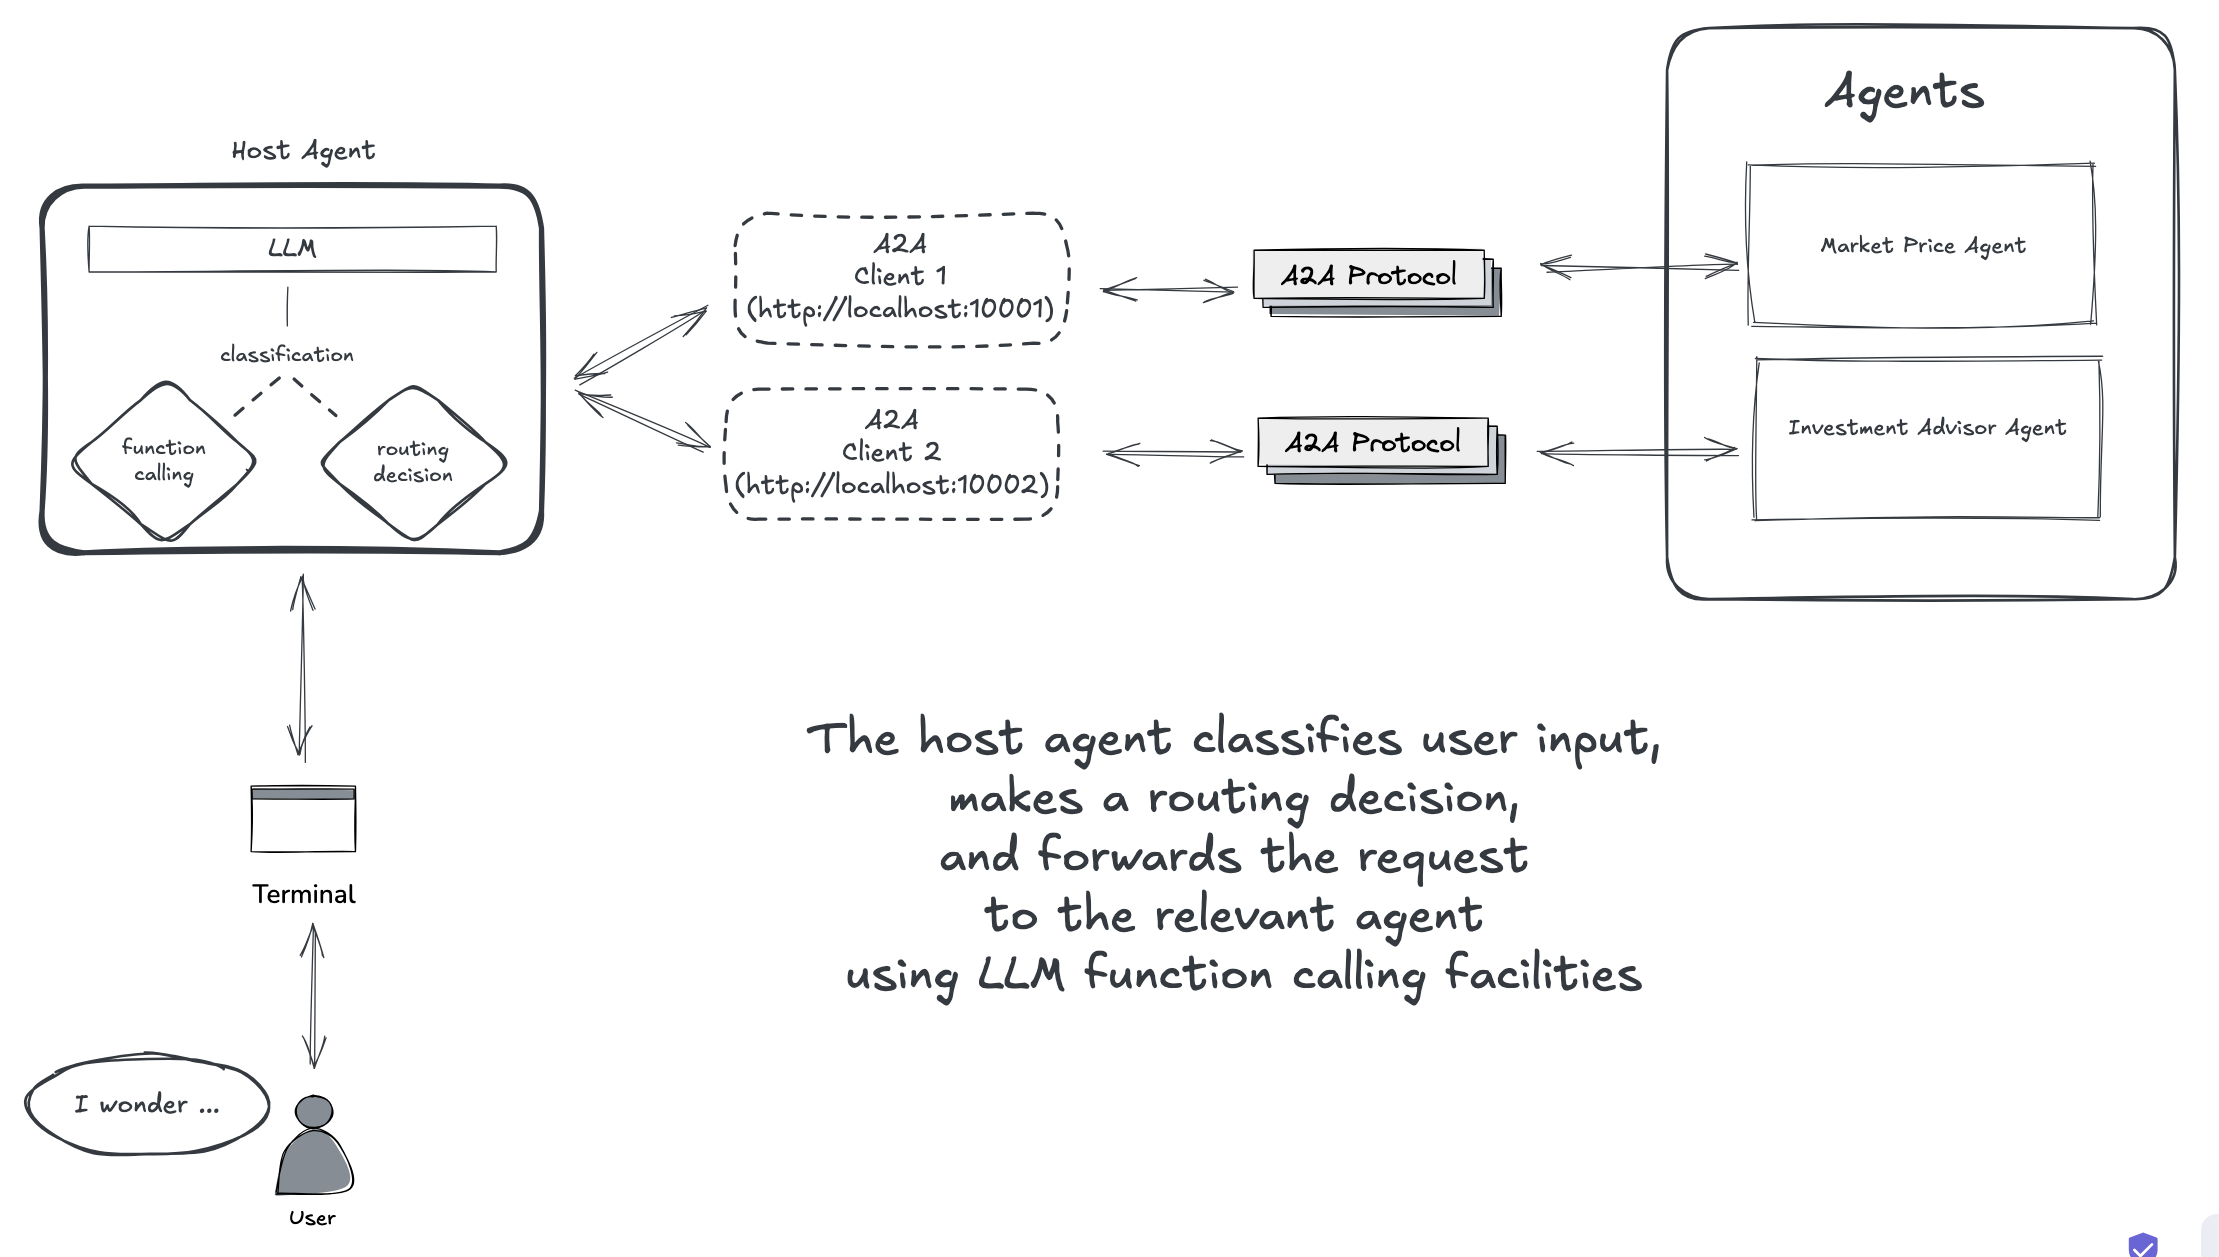 Agents
Host Agent
LLM
classification
function
calling
routing
decision
A2A
Client 1
(http://localhost:10001)
A2A
Client 2
(http://localhost:10002)
A2A Protocol
A2A Protocol
Market Price Agent
Investment Advisor Agent
The host agent classifies user input,
makes a routing decision,
and forwards the request
to the relevant agent
using LLM function calling facilities
Terminal
I wonder ...
User